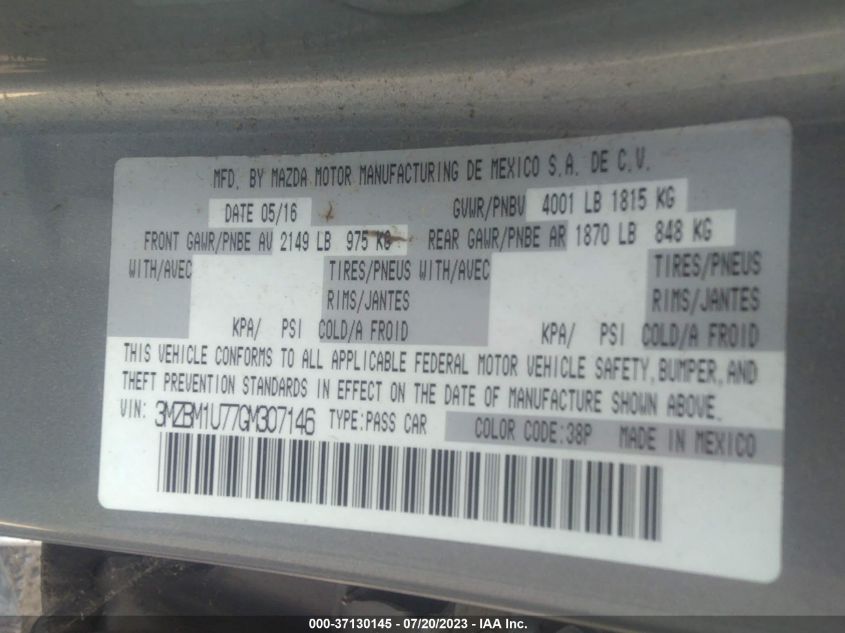 MFD. BY MAZDA MOTOR MANUFACTURING DE MEXICO S.A. DE C.V.
DATE 05/16 GVWR/PNBV 4001 LB 1815 KG
FRONT GAWR/PNBE AV 2149 LB 975 KG REAR GAWR/PNBE AR 1870 LB 848 KG
WITH/AVEC TIRES/PNEUS WITH/AVEC TIRES/PNEUS
RIMS/JANTES RIMS/JANTES
KPA/ PSI COLD/A FROID KPA/ PSI COLD/A FROID
THIS VEHICLE CONFORMS TO ALL APPLICABLE FEDERAL MOTOR VEHICLE SAFETY, BUMPER, AND
THEFT PREVENTION STANDARDS IN EFFECT ON THE DATE OF MANUFACTURE SHOWN ABOVE.
VIN: 3MZBM1U77GM307146 TYPE:PASS CAR COLOR CODE:38P MADE IN MEXICO
000-37130145 - 07/20/2023 - IAA Inc.